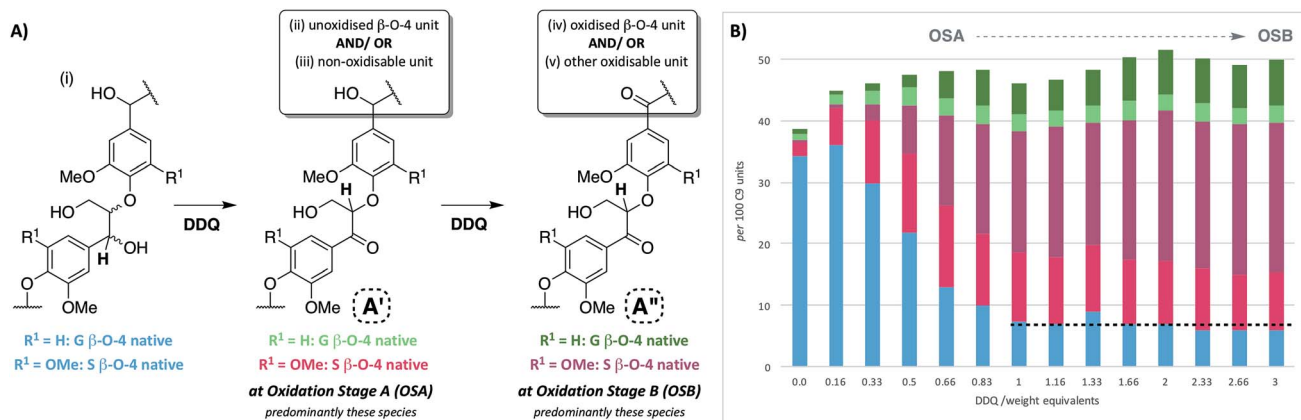 A)
(i)
HO
MeO
R¹
O
HO
R¹
H
OH
O
OMe
R¹ = H: G β-O-4 native
R¹ = OMe: S β-O-4 native
DDQ
(ii) unoxidised β-O-4 unit
AND/ OR
(iii) non-oxidisable unit
HO
MeO
R¹
H
O
HO
R¹
O
O
OMe
A'
R¹ = H: G β-O-4 native
R¹ = OMe: S β-O-4 native
at Oxidation Stage A (OSA)
predominantly these species
DDQ
(iv) oxidised β-O-4 unit
AND/ OR
(v) other oxidisable unit
O
MeO
R¹
H
O
HO
R¹
O
O
OMe
A"
R¹ = H: G β-O-4 native
R¹ = OMe: S β-O-4 native
at Oxidation Stage B (OSB)
predominantly these species
B)
OSA
OSB
per 100 C9 units
50
40
30
20
10
0
0.0 0.16 0.33 0.5 0.66 0.83 1 1.16 1.33 1.66 2 2.33 2.66 3
DDQ /weight equivalents